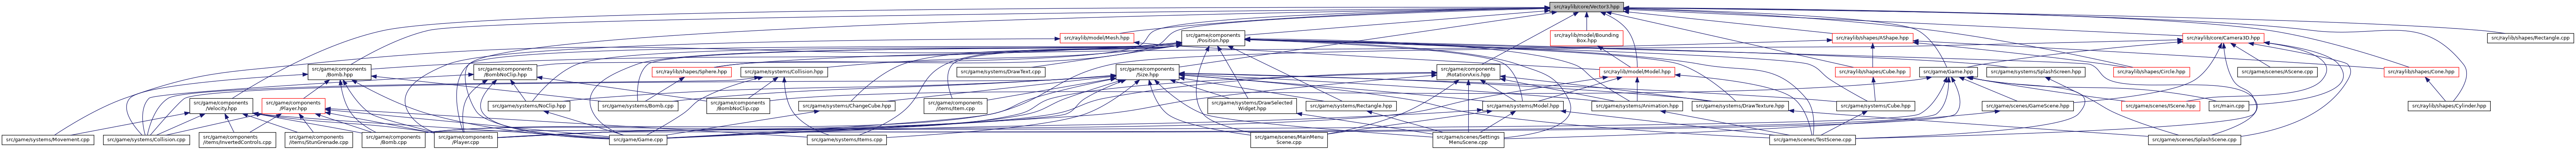 src/raylib/core/Vector3.hpp
src/raylib/model/Mesh.hpp
src/game/components
/Position.hpp
src/raylib/model/Bounding
Box.hpp
src/raylib/shapes/AShape.hpp
src/raylib/core/Camera3D.hpp
src/raylib/shapes/Rectangle.cpp
src/game/components
/Bomb.hpp
src/game/components
/BombNoClip.hpp
src/raylib/shapes/Sphere.hpp
src/game/systems/Collision.hpp
src/game/systems/DrawText.cpp
src/game/components
/Size.hpp
src/game/components
/RotationAxis.hpp
src/raylib/model/Model.hpp
src/raylib/shapes/Cube.hpp
src/game/Game.hpp
src/game/systems/SplashScreen.hpp
src/raylib/shapes/Circle.hpp
src/game/scenes/AScene.cpp
src/raylib/shapes/Cone.hpp
src/game/components
/Velocity.hpp
src/game/components
/Player.hpp
src/game/systems/NoClip.hpp
src/game/systems/Bomb.cpp
src/game/components
/BombNoClip.cpp
src/game/systems/ChangeCube.hpp
src/game/components
/items/Item.cpp
src/game/systems/DrawSelected
Widget.hpp
src/game/systems/Rectangle.hpp
src/game/systems/Model.hpp
src/game/systems/Animation.hpp
src/game/systems/DrawTexture.hpp
src/game/systems/Cube.hpp
src/game/scenes/GameScene.hpp
src/game/scenes/IScene.hpp
src/main.cpp
src/raylib/shapes/Cylinder.hpp
src/game/systems/Movement.cpp
src/game/systems/Collision.cpp
src/game/components
/items/InvertedControls.cpp
src/game/components
/items/StunGrenade.cpp
src/game/components
/Bomb.cpp
src/game/components
/Player.cpp
src/game/Game.cpp
src/game/systems/Items.cpp
src/game/scenes/MainMenu
Scene.cpp
src/game/scenes/Settings
MenuScene.cpp
src/game/scenes/TestScene.cpp
src/game/scenes/SplashScene.cpp